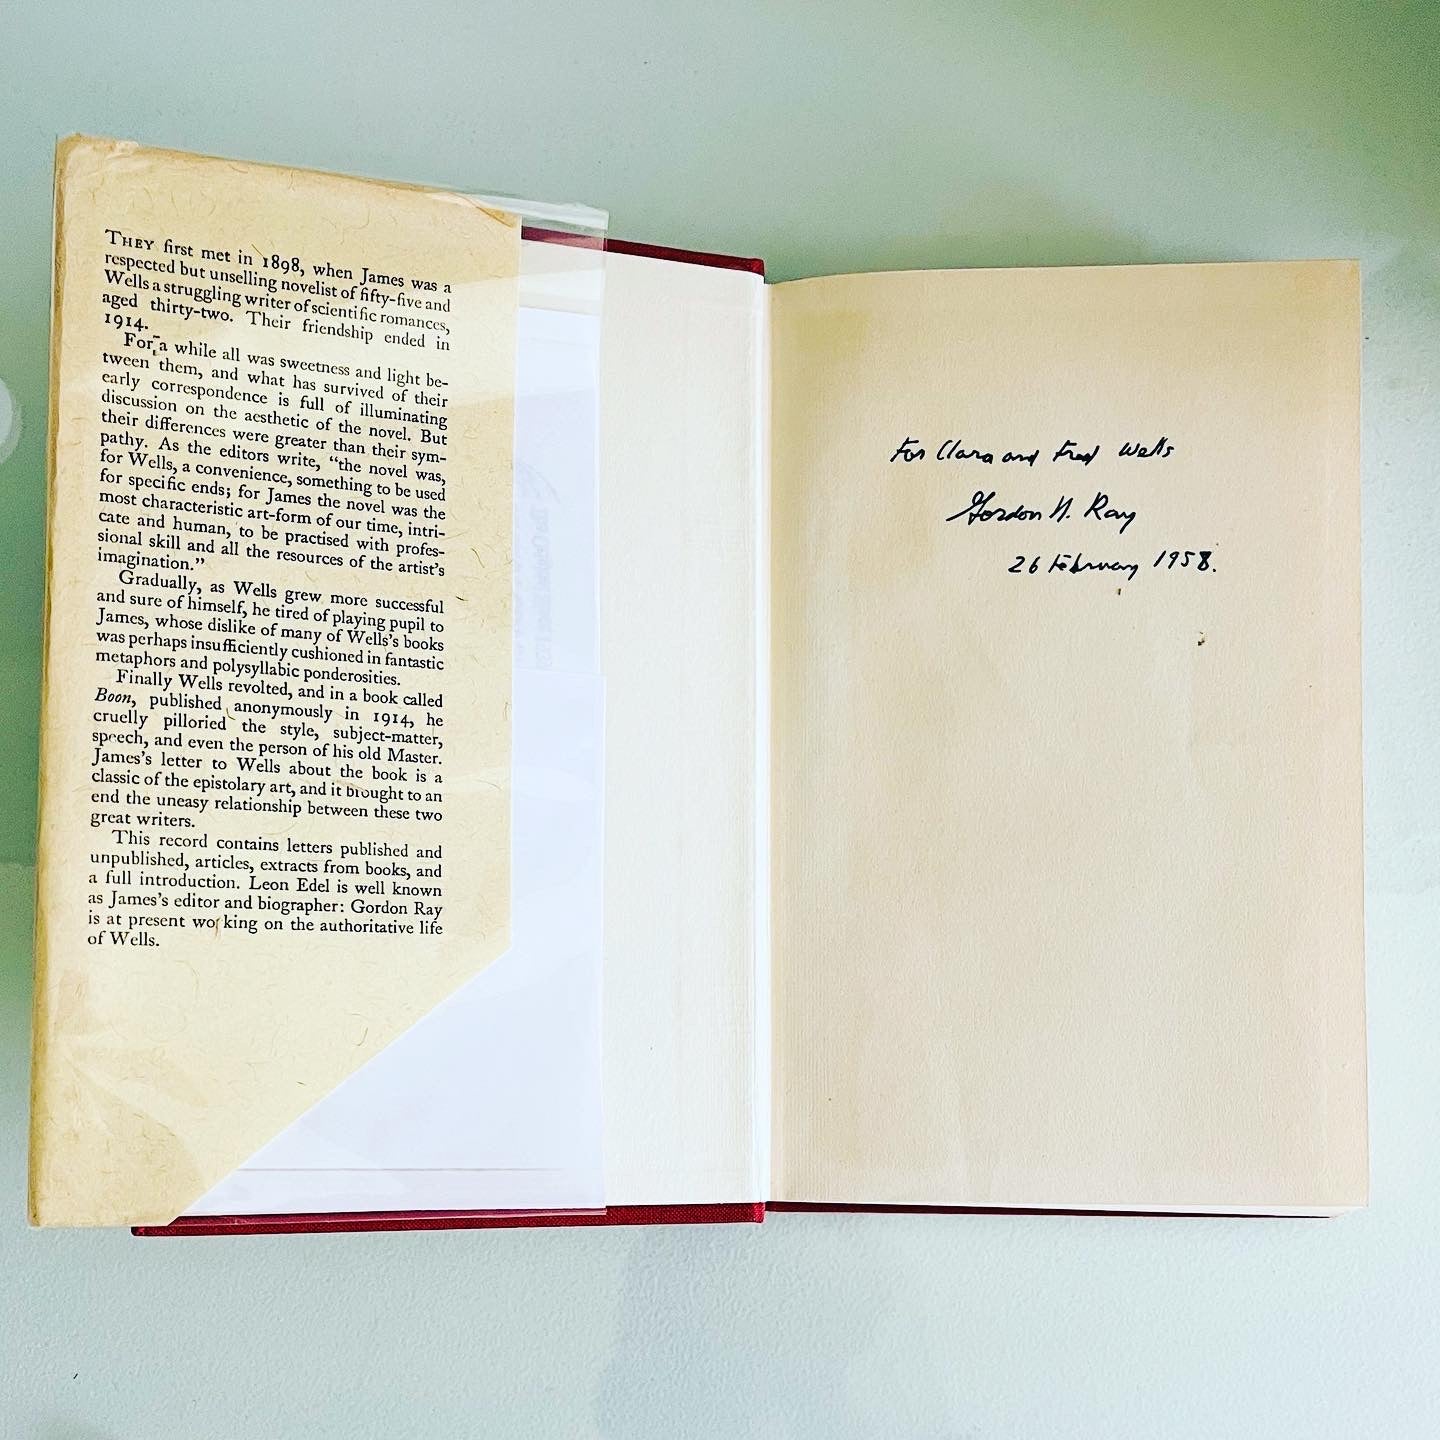 THEY first met in 1898, when James was a
respected but unselling novelist of fifty-five and
Wells a struggling writer of scientific romances,
aged thirty-two. Their friendship ended in
1914.
For a while all was sweetness and light be-
tween them, and what has survived of their
early correspondence is full of illuminating
discussion on the aesthetic of the novel. But
their differences were greater than their sym-
pathy. As the editors write, "the novel was,
for Wells, a convenience, something to be used
for specific ends; for James the novel was the
most characteristic art-form of our time, intri-
cate and human, to be practised with profes-
sional skill and all the resources of the artist's
imagination."
Gradually, as Wells grew more successful
and sure of himself, he tired of playing pupil to
James, whose dislike of many of Wells's books
was perhaps insufficiently cushioned in fantastic
metaphors and polysyllabic ponderosities.
Finally Wells revolted, and in a book called
Boon, published anonymously in 1914, he
cruelly pilloried the style, subject-matter,
speech, and even the person of his old Master.
James's letter to Wells about the book is a
classic of the epistolary art, and it brought to an
end the uneasy relationship between these two
great writers.
This record contains letters published and
unpublished, articles, extracts from books, and
a full introduction. Leon Edel is well known
as James's editor and biographer: Gordon Ray
is at present working on the authoritative life
of Wells.
For Clara and Fred Wells
Gordon N. Ray
26 February 1958.